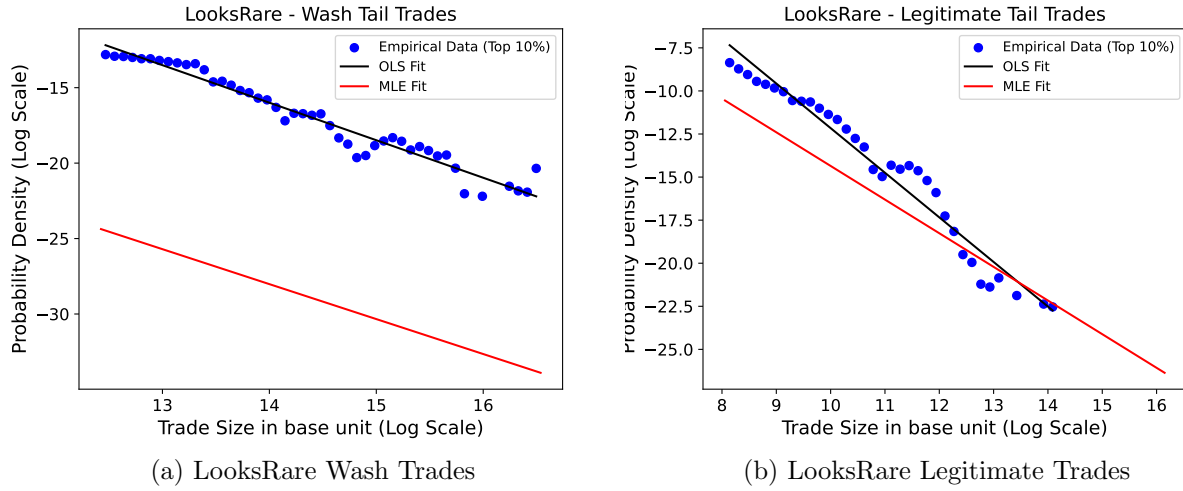 LooksRare - Wash Tail Trades
Empirical Data (Top 10%)
OLS Fit
MLE Fit
Probability Density (Log Scale)
−15
−20
−25
−30
13
14
15
16
Trade Size in base unit (Log Scale)
(a) LooksRare Wash Trades
LooksRare - Legitimate Tail Trades
Empirical Data (Top 10%)
OLS Fit
MLE Fit
Probability Density (Log Scale)
−7.5
−10.0
−12.5
−15.0
−17.5
−20.0
−22.5
−25.0
8
9
10
11
12
13
14
15
16
Trade Size in base unit (Log Scale)
(b) LooksRare Legitimate Trades